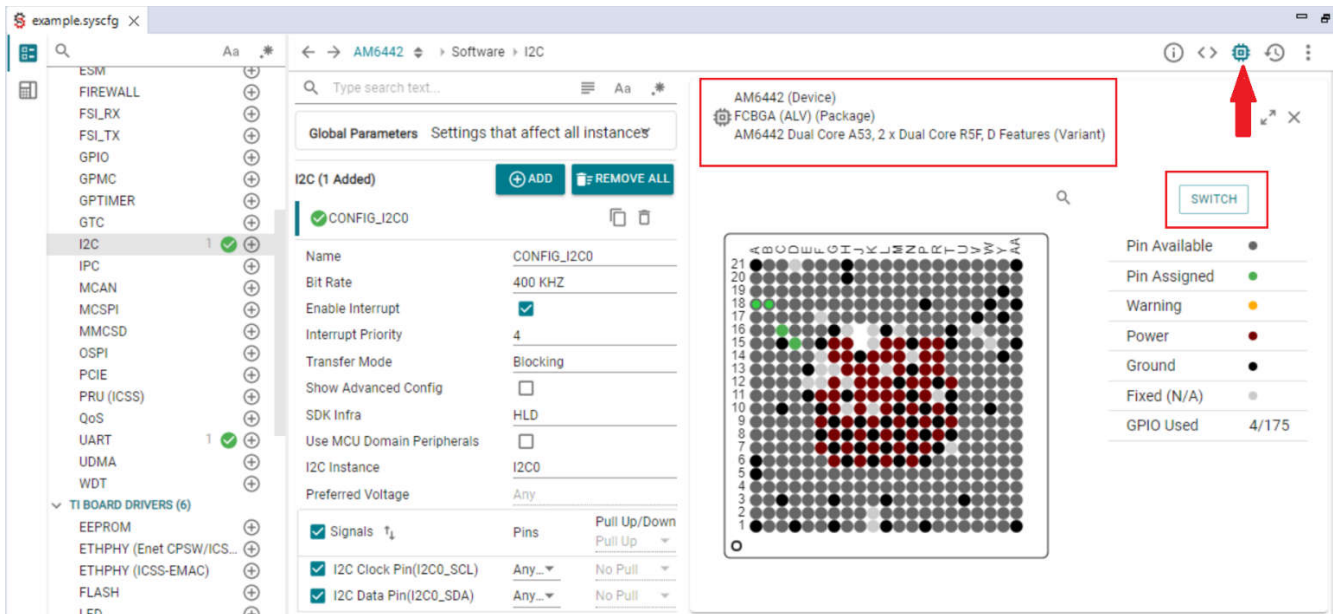 example.syscfg
Aa .*
ESM
FIREWALL
FSI_RX
FSI_TX
GPIO
GPMC
GPTIMER
GTC
I2C 1
IPC
MCAN
MCSPI
MMCSD
OSPI
PCIE
PRU (ICSS)
QoS
UART 1
UDMA
WDT
TI BOARD DRIVERS (6)
EEPROM
ETHPHY (Enet CPSW/ICS...
ETHPHY (ICSS-EMAC)
FLASH
LED
AM6442 Software I2C
Type search text... Aa .*
Global Parameters Settings that affect all instances
I2C (1 Added) ADD REMOVE ALL
CONFIG_I2C0
Name CONFIG_I2C0
Bit Rate 400 KHZ
Enable Interrupt
Interrupt Priority 4
Transfer Mode Blocking
Show Advanced Config
SDK Infra HLD
Use MCU Domain Peripherals
I2C Instance I2C0
Preferred Voltage Any
Signals Pins Pull Up/Down
Pull Up
I2C Clock Pin(I2C0_SCL) Any... No Pull
I2C Data Pin(I2C0_SDA) Any... No Pull
AM6442 (Device)
FCBGA (ALV) (Package)
AM6442 Dual Core A53, 2 x Dual Core R5F, D Features (Variant)
SWITCH
A B C D E F G H J K L M N P R T U V W Y AA
21
20
19
18
17
16
15
14
13
12
11
10
9
8
7
6
5
4
3
2
1
Pin Available
Pin Assigned
Warning
Power
Ground
Fixed (N/A)
GPIO Used 4/175